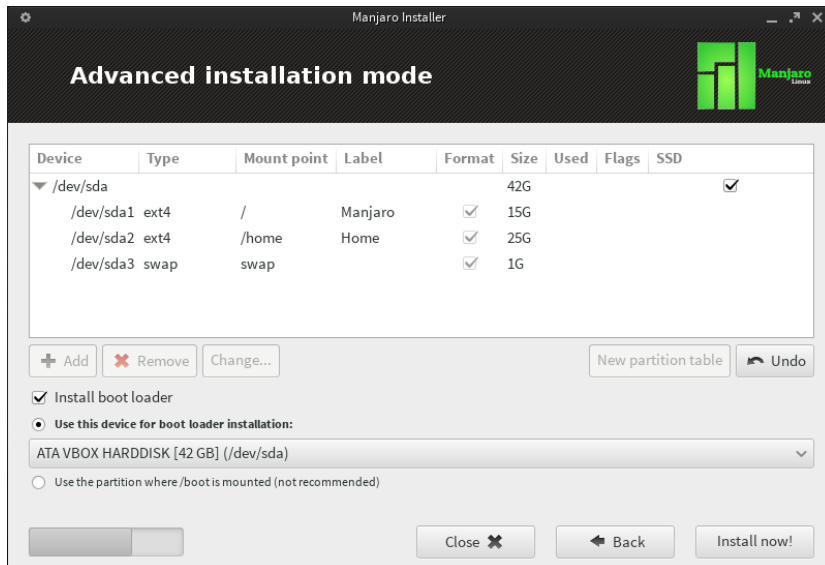 Manjaro Installer
Advanced installation mode
Manjaro
Linux
Device Type Mount point Label Format Size Used Flags SSD
/dev/sda 42G
/dev/sda1 ext4 / Manjaro 15G
/dev/sda2 ext4 /home Home 25G
/dev/sda3 swap swap 1G
Add Remove Change... New partition table Undo
Install boot loader
Use this device for boot loader installation:
ATA VBOX HARDDISK [42 GB] (/dev/sda)
Use the partition where /boot is mounted (not recommended)
Close Back Install now!